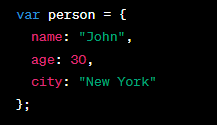 var person = {
  name: "John",
  age: 30,
  city: "New York"
};